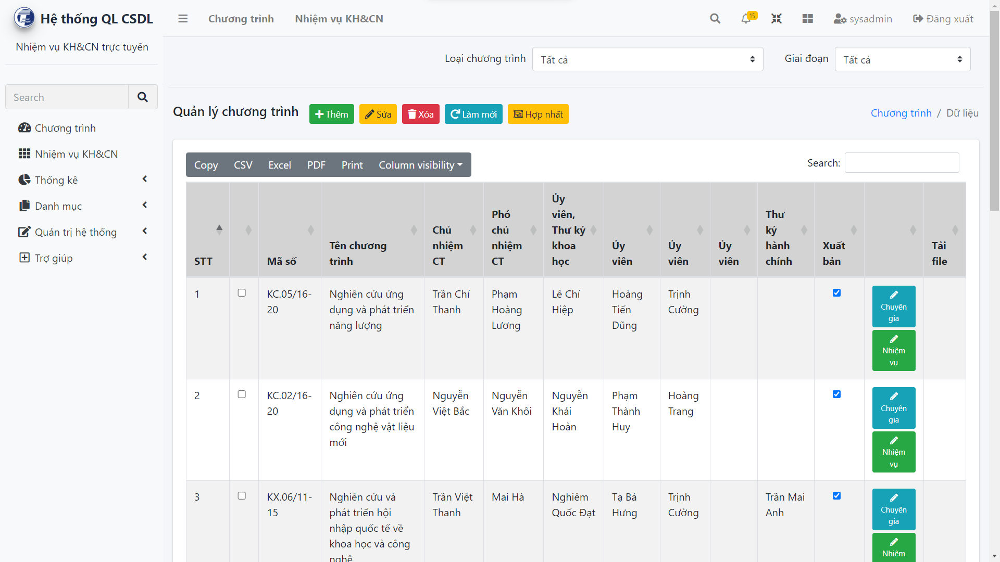 Hệ thống QL CSDL
Nhiệm vụ KH&CN trực tuyến
Search
Chương trình
Nhiệm vụ KH&CN
Thống kê
Danh mục
Quản trị hệ thống
Trợ giúp
Chương trình
Nhiệm vụ KH&CN
15
sysadmin
Đăng xuất
Loại chương trình
Tất cả
Giai đoạn
Tất cả
Quản lý chương trình
Thêm
Sửa
Xóa
Làm mới
Hợp nhất
Chương trình / Dữ liệu
Copy
CSV
Excel
PDF
Print
Column visibility
Search:
STT
Mã số
Tên chương
trình
Chủ
nhiệm
CT
Phó
chủ
nhiệm
CT
Ủy
viên,
Thư ký
khoa
học
Ủy
viên
Ủy
viên
Ủy
viên
Thư
ký
hành
chính
Xuất
bản
Tải
file
1
KC.05/16-
20
Nghiên cứu ứng
dụng và phát triển
năng lượng
Trần Chí
Thanh
Phạm
Hoàng
Lương
Lê Chí
Hiệp
Hoàng
Tiến
Dũng
Trịnh
Cường
Chuyên
gia
Nhiệm
vụ
2
KC.02/16-
20
Nghiên cứu ứng
dụng và phát triển
công nghệ vật liệu
mới
Nguyễn
Việt Bắc
Nguyễn
Văn Khôi
Nguyễn
Khải
Hoàn
Phạm
Thành
Huy
Hoàng
Trang
Chuyên
gia
Nhiệm
vụ
3
KX.06/11-
15
Nghiên cứu và
phát triển hội
nhập quốc tế về
khoa học và công
nghệ
Trần Việt
Thanh
Mai Hà
Nghiêm
Quốc Đạt
Tạ Bá
Hưng
Trịnh
Cường
Trần Mai
Anh
Chuyên
gia
Nhiệm